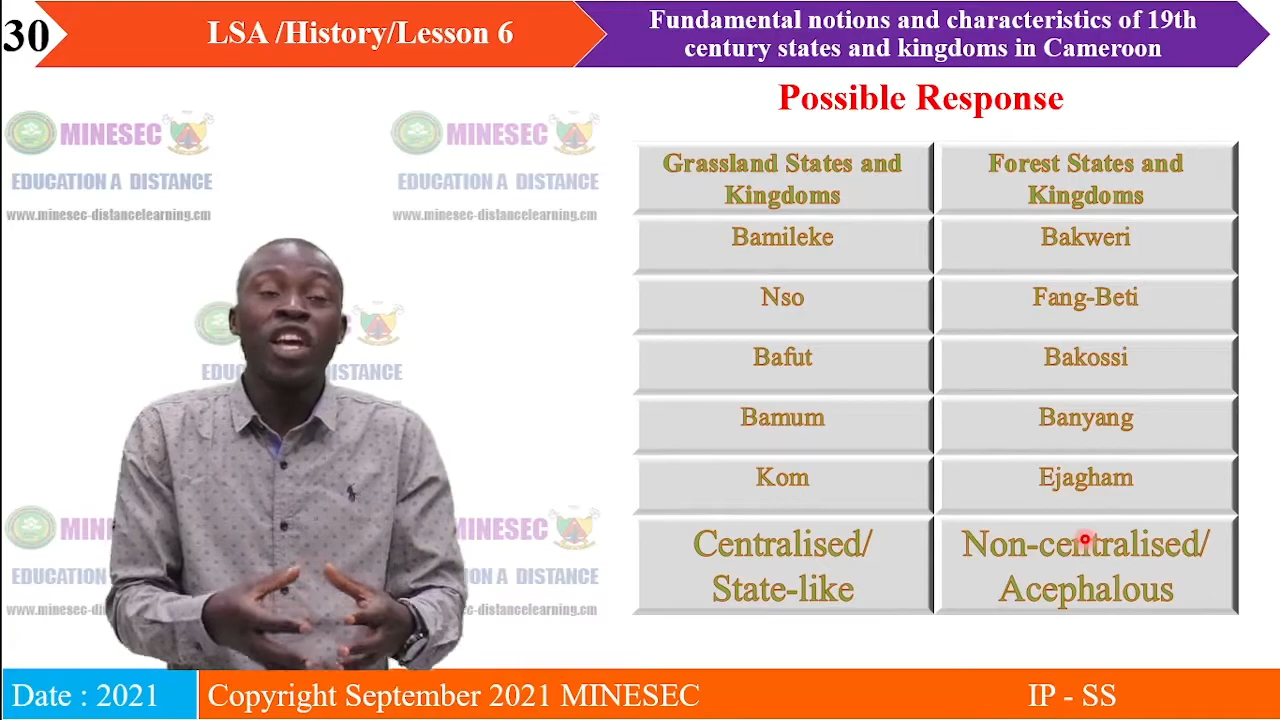 30
LSA /History/Lesson 6
Fundamental notions and characteristics of 19th
century states and kingdoms in Cameroon
Possible Response
MINESEC
EDUCATION A DISTANCE
www.minesec-distancelearning.cm
MINESEC
EDUCATION A DISTANCE
www.minesec-distancelearning.cm
Grassland States and
Kingdoms
Forest States and
Kingdoms
Bamileke
Bakweri
Nso
Fang-Beti
Bafut
Bakossi
Bamum
Banyang
Kom
Ejagham
Centralised/
State-like
Non-centralised/
Acephalous
Date : 2021
Copyright September 2021 MINESEC
IP - SS